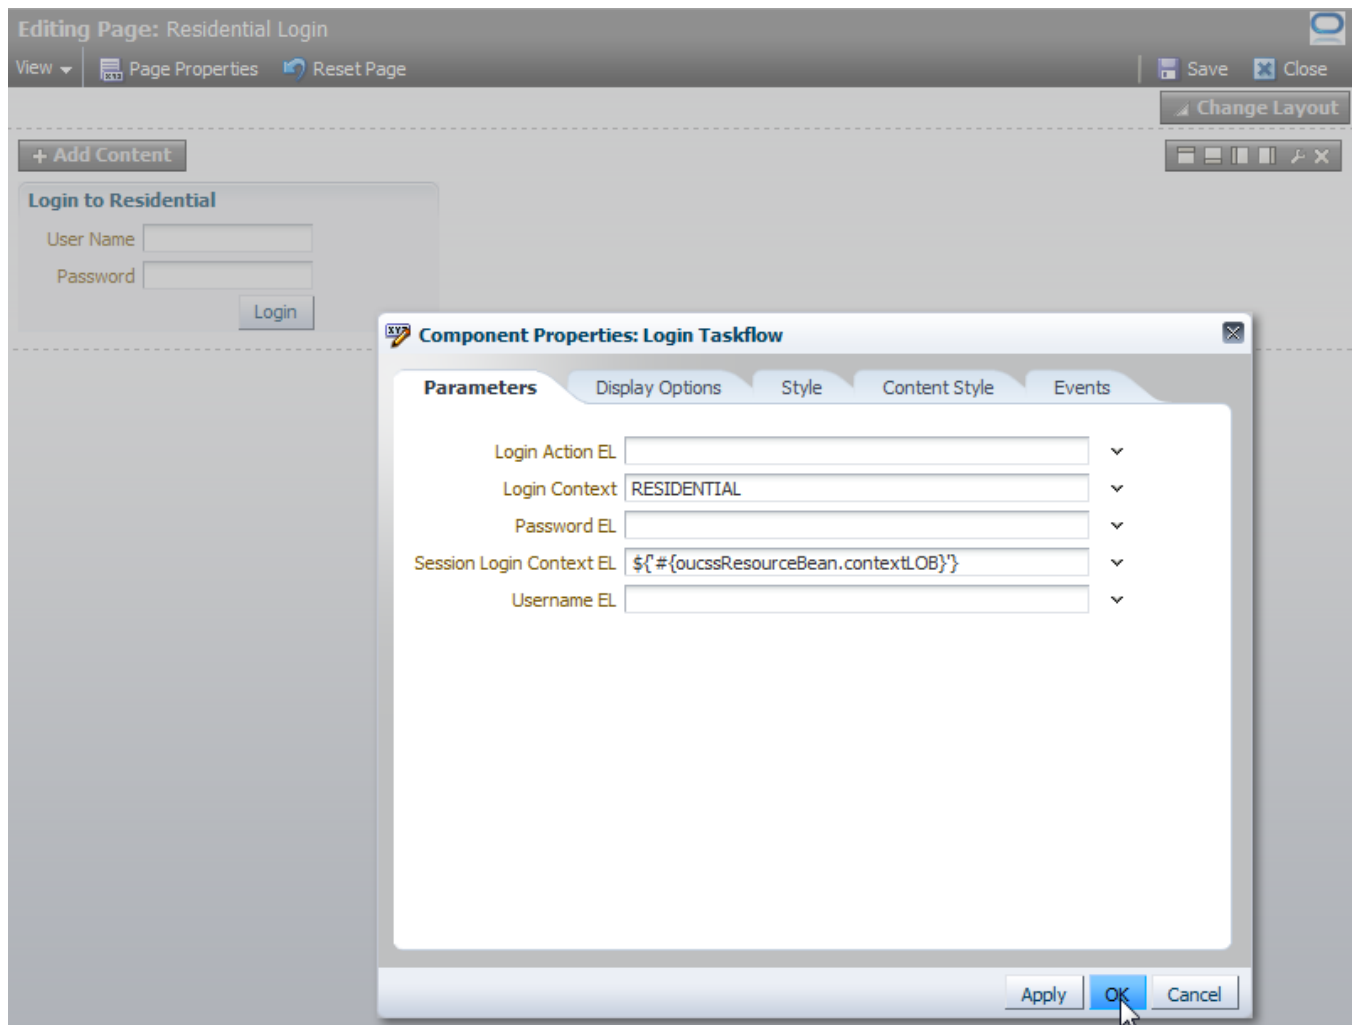 Editing Page: Residential Login
View Page Properties Reset Page Save Close
Change Layout
+ Add Content
Login to Residential
User Name
Password
Login
Component Properties: Login Taskflow
Parameters Display Options Style Content Style Events
Login Action EL
Login Context RESIDENTIAL
Password EL
Session Login Context EL ${'#{oucssResourceBean.contextLOB}'}
Username EL
Apply OK Cancel